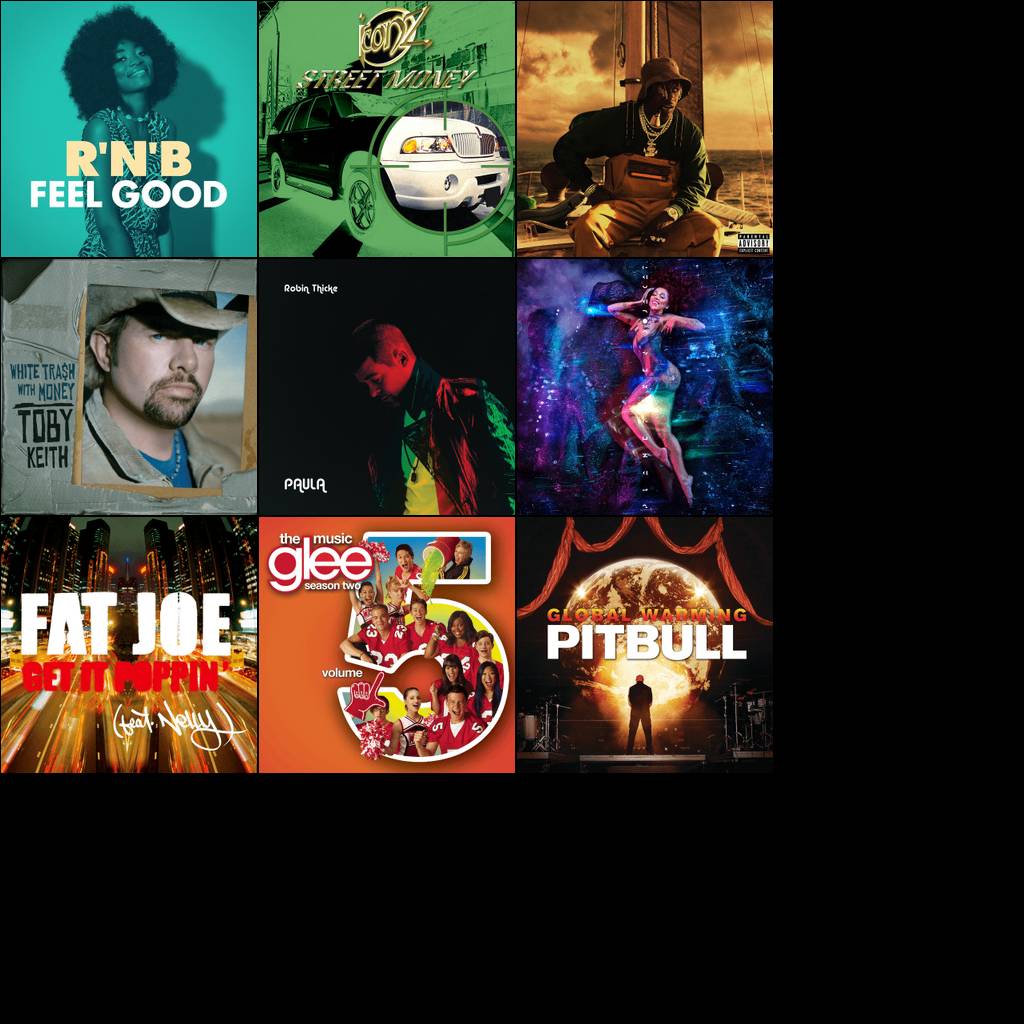 R'N'B
FEEL GOOD
iconz
STREET MONEY
PARENTAL
ADVISORY
EXPLICIT CONTENT
WHITE TRA$H
WITH MONEY
TOBY
KEITH
Robin Thicke
PAULA
FAT JOE
GET IT POPPIN'
(feat. Nelly)
the music
glee
season two
volume
5
GLOBAL WARMING
PITBULL